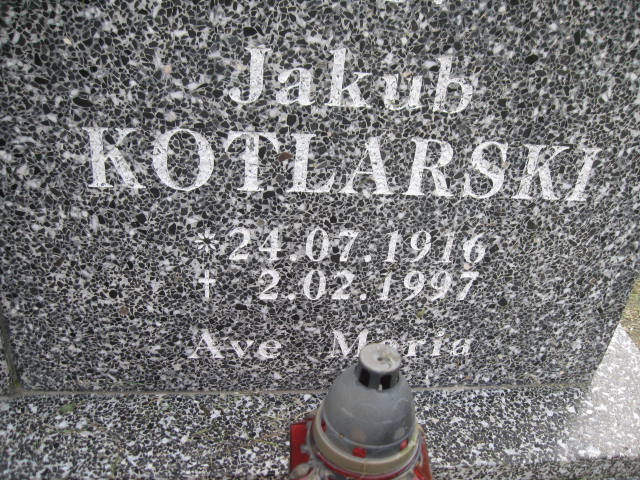 Jakub
KOTLARSKI
* 24.07.1916
† 2.02.1997
Ave Maria